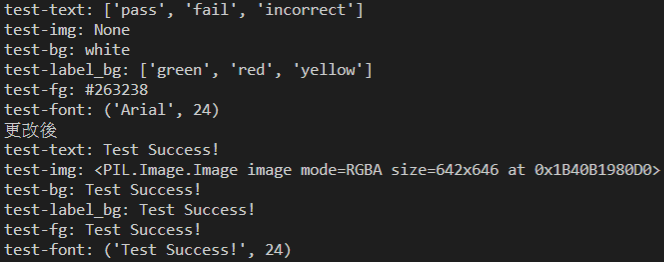 test-text: ['pass', 'fail', 'incorrect']
test-img: None
test-bg: white
test-label_bg: ['green', 'red', 'yellow']
test-fg: #263238
test-font: ('Arial', 24)
更改後
test-text: Test Success!
test-img: <PIL.Image.Image image mode=RGBA size=642x646 at 0x1B40B1980D0>
test-bg: Test Success!
test-label_bg: Test Success!
test-fg: Test Success!
test-font: ('Test Success!', 24)